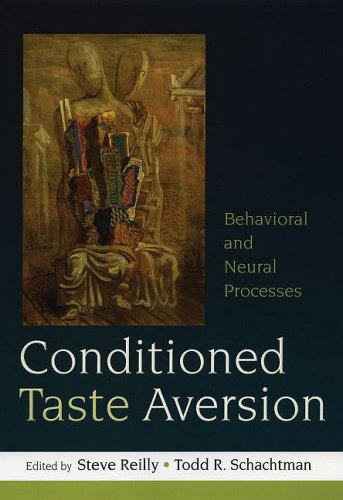 Behavioral
and
Neural
Processes
Conditioned
Taste Aversion
Edited by Steve Reilly • Todd R. Schachtman